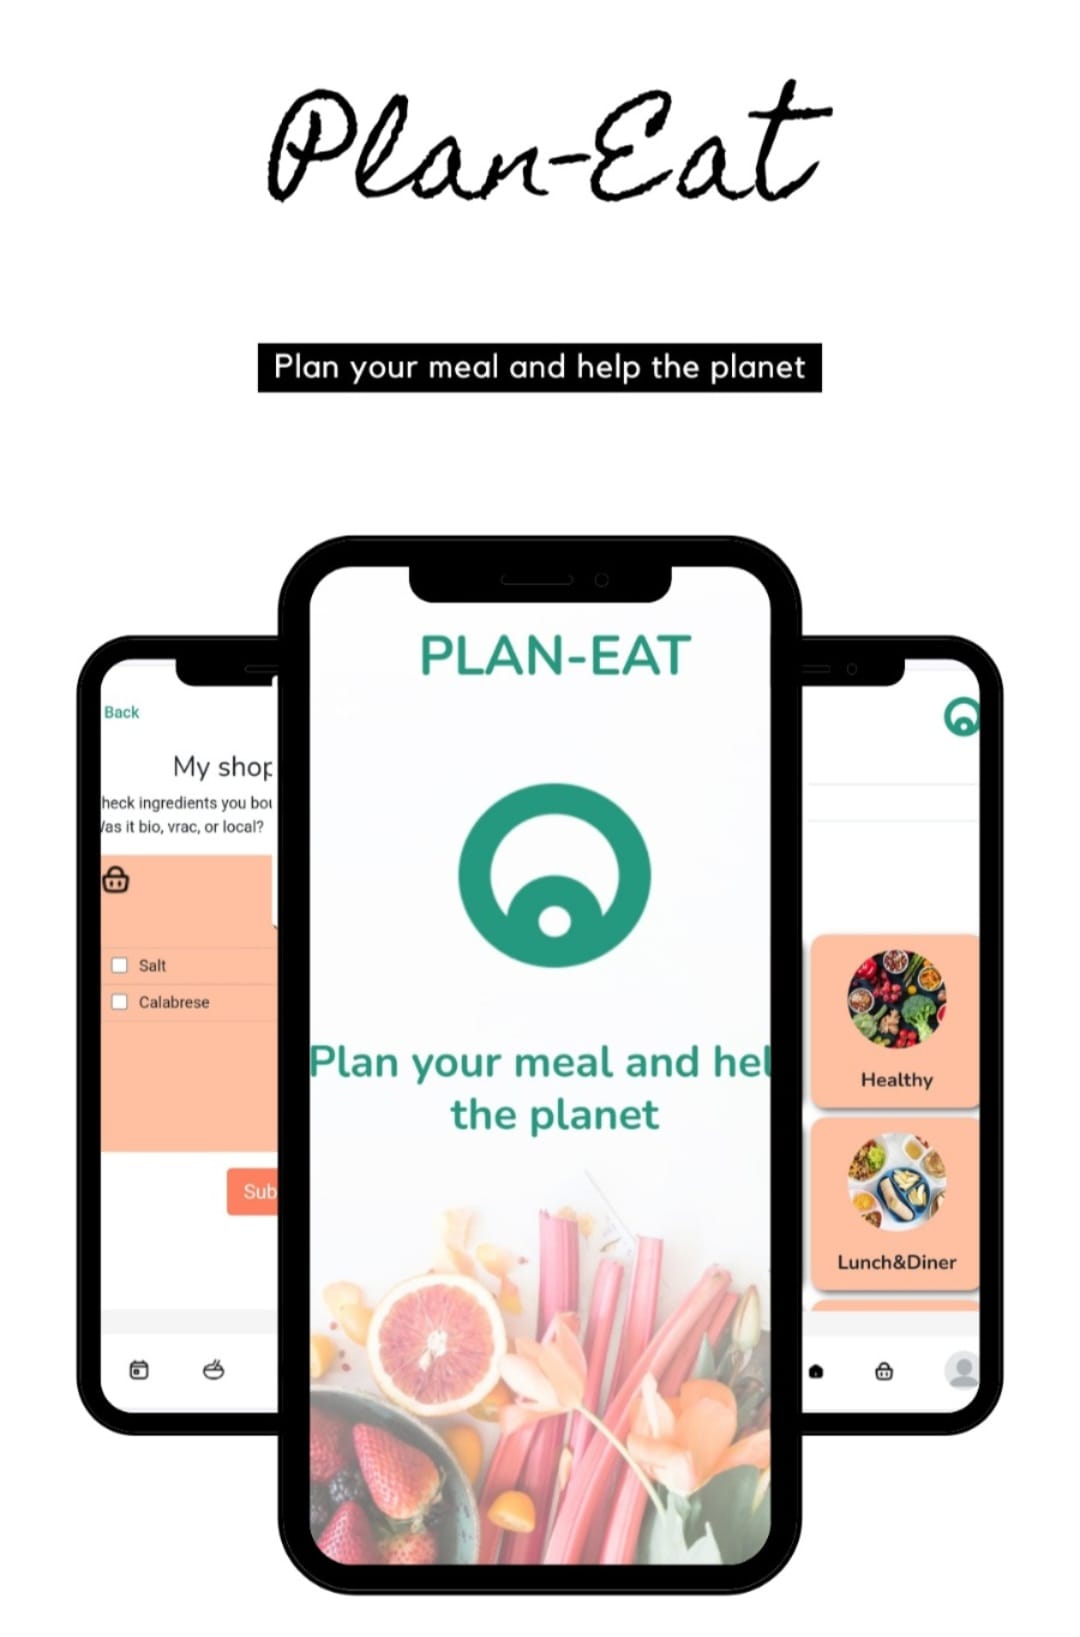 Plan-Eat
Plan your meal and help the planet
PLAN-EAT
Plan your meal and hel
the planet
Back
My shop
heck ingredients you bou
as it bio, vrac, or local?
Salt
Calabrese
Sub
Healthy
Lunch&Diner